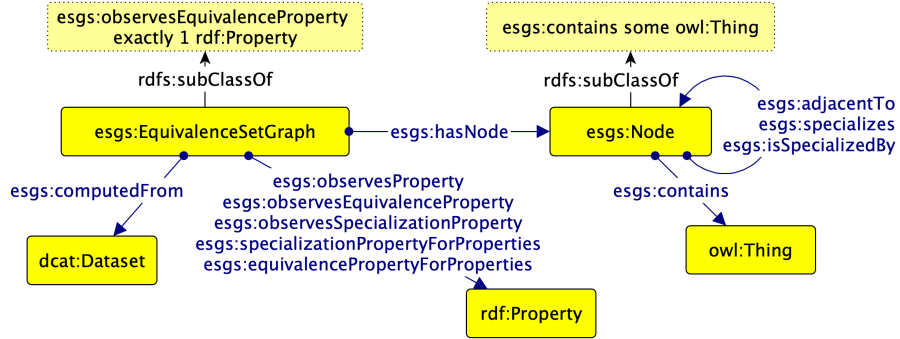 esgs:observesEquivalenceProperty
exactly 1 rdf:Property
esgs:contains some owl:Thing
rdfs:subClassOf
rdfs:subClassOf
esgs:EquivalenceSetGraph
esgs:hasNode
esgs:Node
esgs:adjacentTo
esgs:specializes
esgs:isSpecializedBy
esgs:computedFrom
esgs:observesProperty
esgs:observesEquivalenceProperty
esgs:observesSpecializationProperty
esgs:specializationPropertyForProperties
esgs:equivalencePropertyForProperties
esgs:contains
dcat:Dataset
owl:Thing
rdf:Property